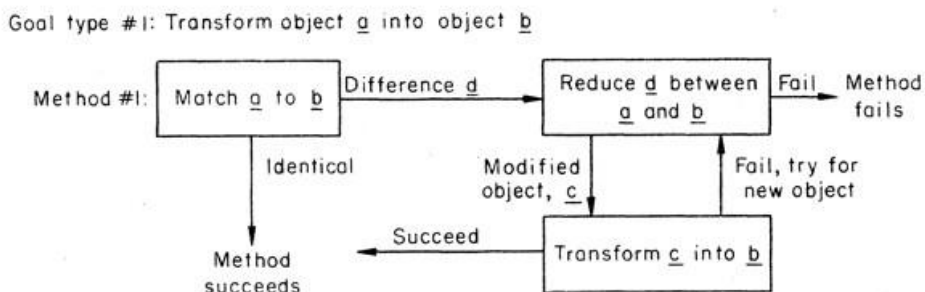 Goal type #1: Transform object a into object b
Method #1:
Match a to b
Difference d
Reduce d between
a and b
Fail
Method
fails
Identical
Modified
object, c
Fail, try for
new object
Succeed
Transform c into b
Method
succeeds